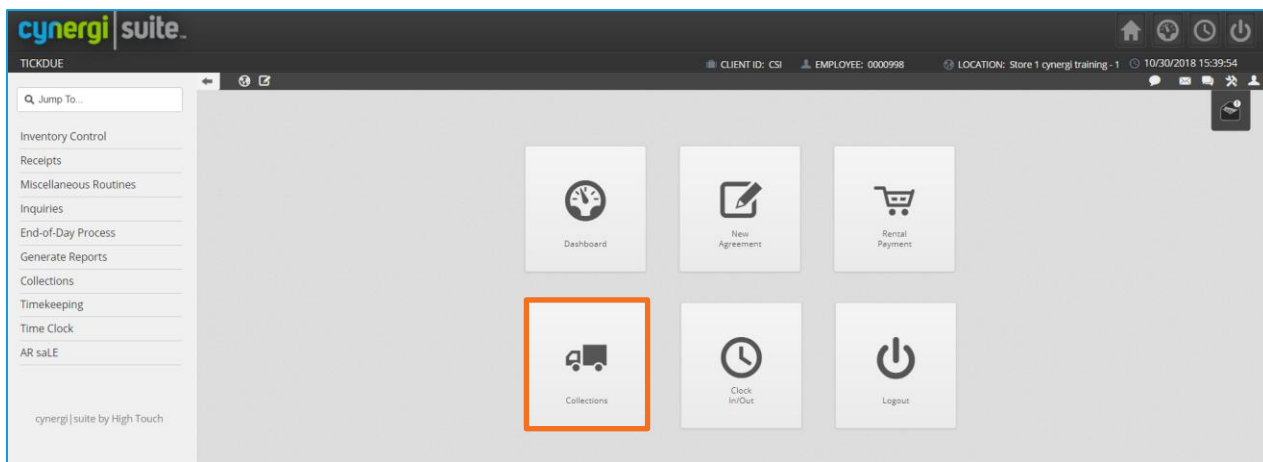 cynergi|suite™
TICKDUE
CLIENT ID: CSI EMPLOYEE: 0000998 LOCATION: Store 1 cynergi training - 1 10/30/2018 15:39:54
Jump To...
Inventory Control
Receipts
Miscellaneous Routines
Inquiries
End-of-Day Process
Generate Reports
Collections
Timekeeping
Time Clock
AR saLE
cynergi|suite by High Touch
Dashboard
New
Agreement
Rental
Payment
Collections
Clock
In/Out
Logout